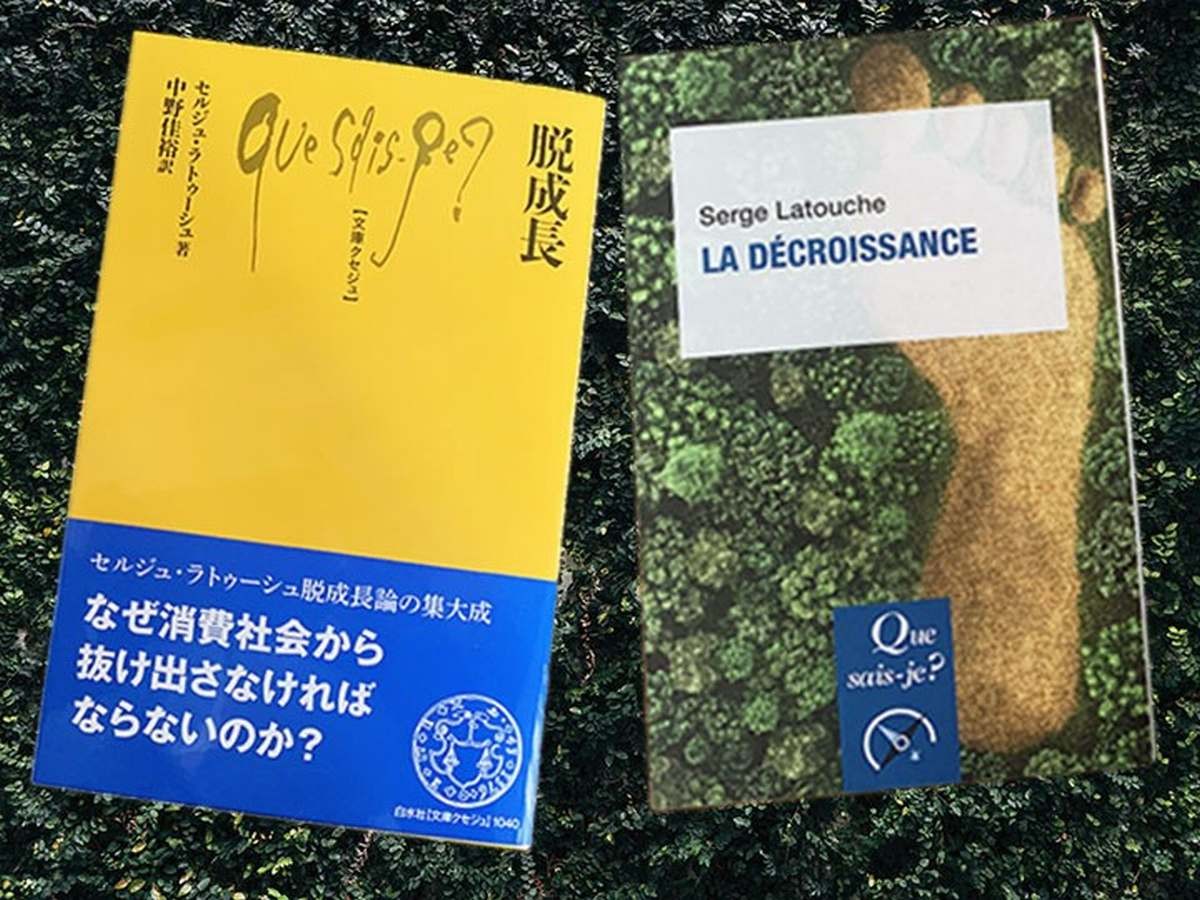 脱成長
Que sais-je?
【文庫クセジュ】
セルジュ・ラトゥーシュ 著
中野佳裕 訳
セルジュ・ラトゥーシュ脱成長論の集大成
なぜ消費社会から
抜け出さなければ
ならないのか?
白水社【文庫クセジュ】1040
Serge Latouche
LA DÉCROISSANCE
Que
sais-je?